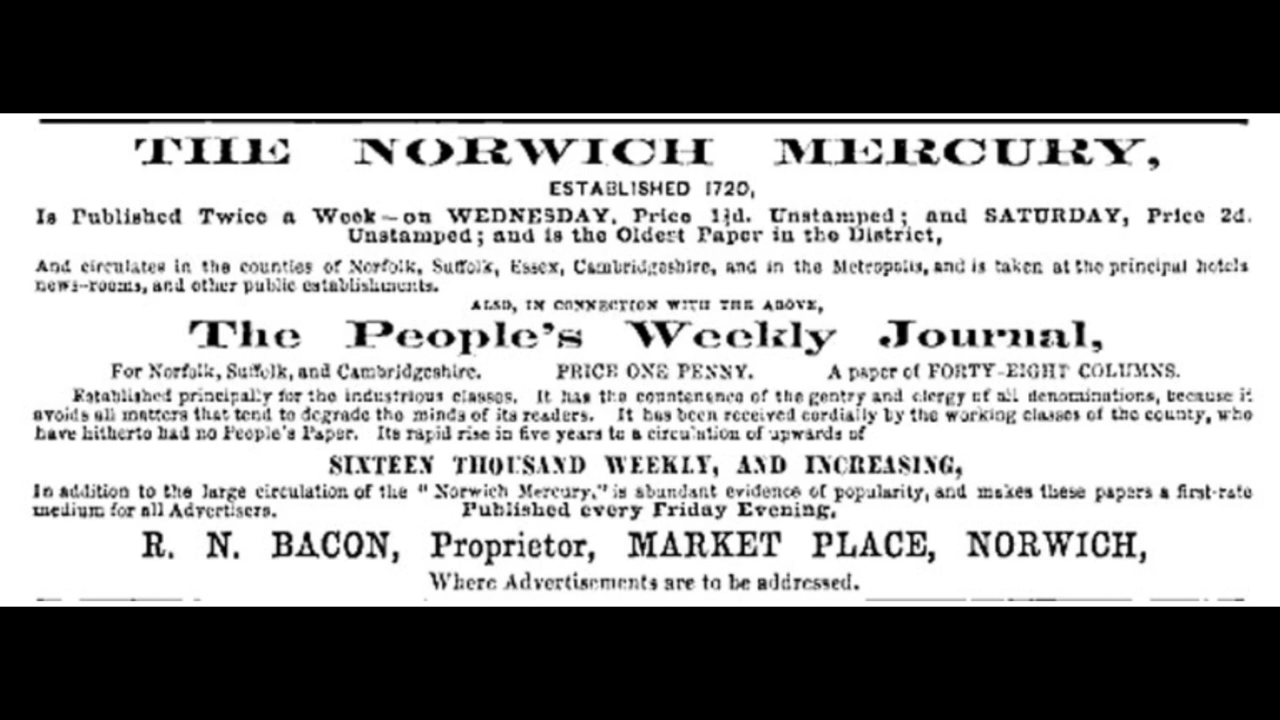 THE NORWICH MERCURY,
ESTABLISHED 1720,
Is Published Twice a Week—on WEDNESDAY, Price 1½d. Unstamped; and SATURDAY, Price 2d.
Unstamped; and is the Oldest Paper in the District,
And circulates in the counties of Norfolk, Suffolk, Essex, Cambridgeshire, and in the Metropolis, and is taken at the principal hotels
news-rooms, and other public establishments.
ALSO, IN CONNECTION WITH THE ABOVE,
The People's Weekly Journal,
For Norfolk, Suffolk, and Cambridgeshire. PRICE ONE PENNY. A paper of FORTY-EIGHT COLUMNS.
Established principally for the industrious classes. It has the countenance of the gentry and clergy of all denominations, because it
avoids all matters that tend to degrade the minds of its readers. It has been received cordially by the working classes of the county, who
have hitherto had no People's Paper. Its rapid rise in five years to a circulation of upwards of
SIXTEEN THOUSAND WEEKLY, AND INCREASING,
In addition to the large circulation of the "Norwich Mercury," is abundant evidence of popularity, and makes these papers a first-rate
medium for all Advertisers. Published every Friday Evening.
R. N. BACON, Proprietor, MARKET PLACE, NORWICH,
Where Advertisements are to be addressed.